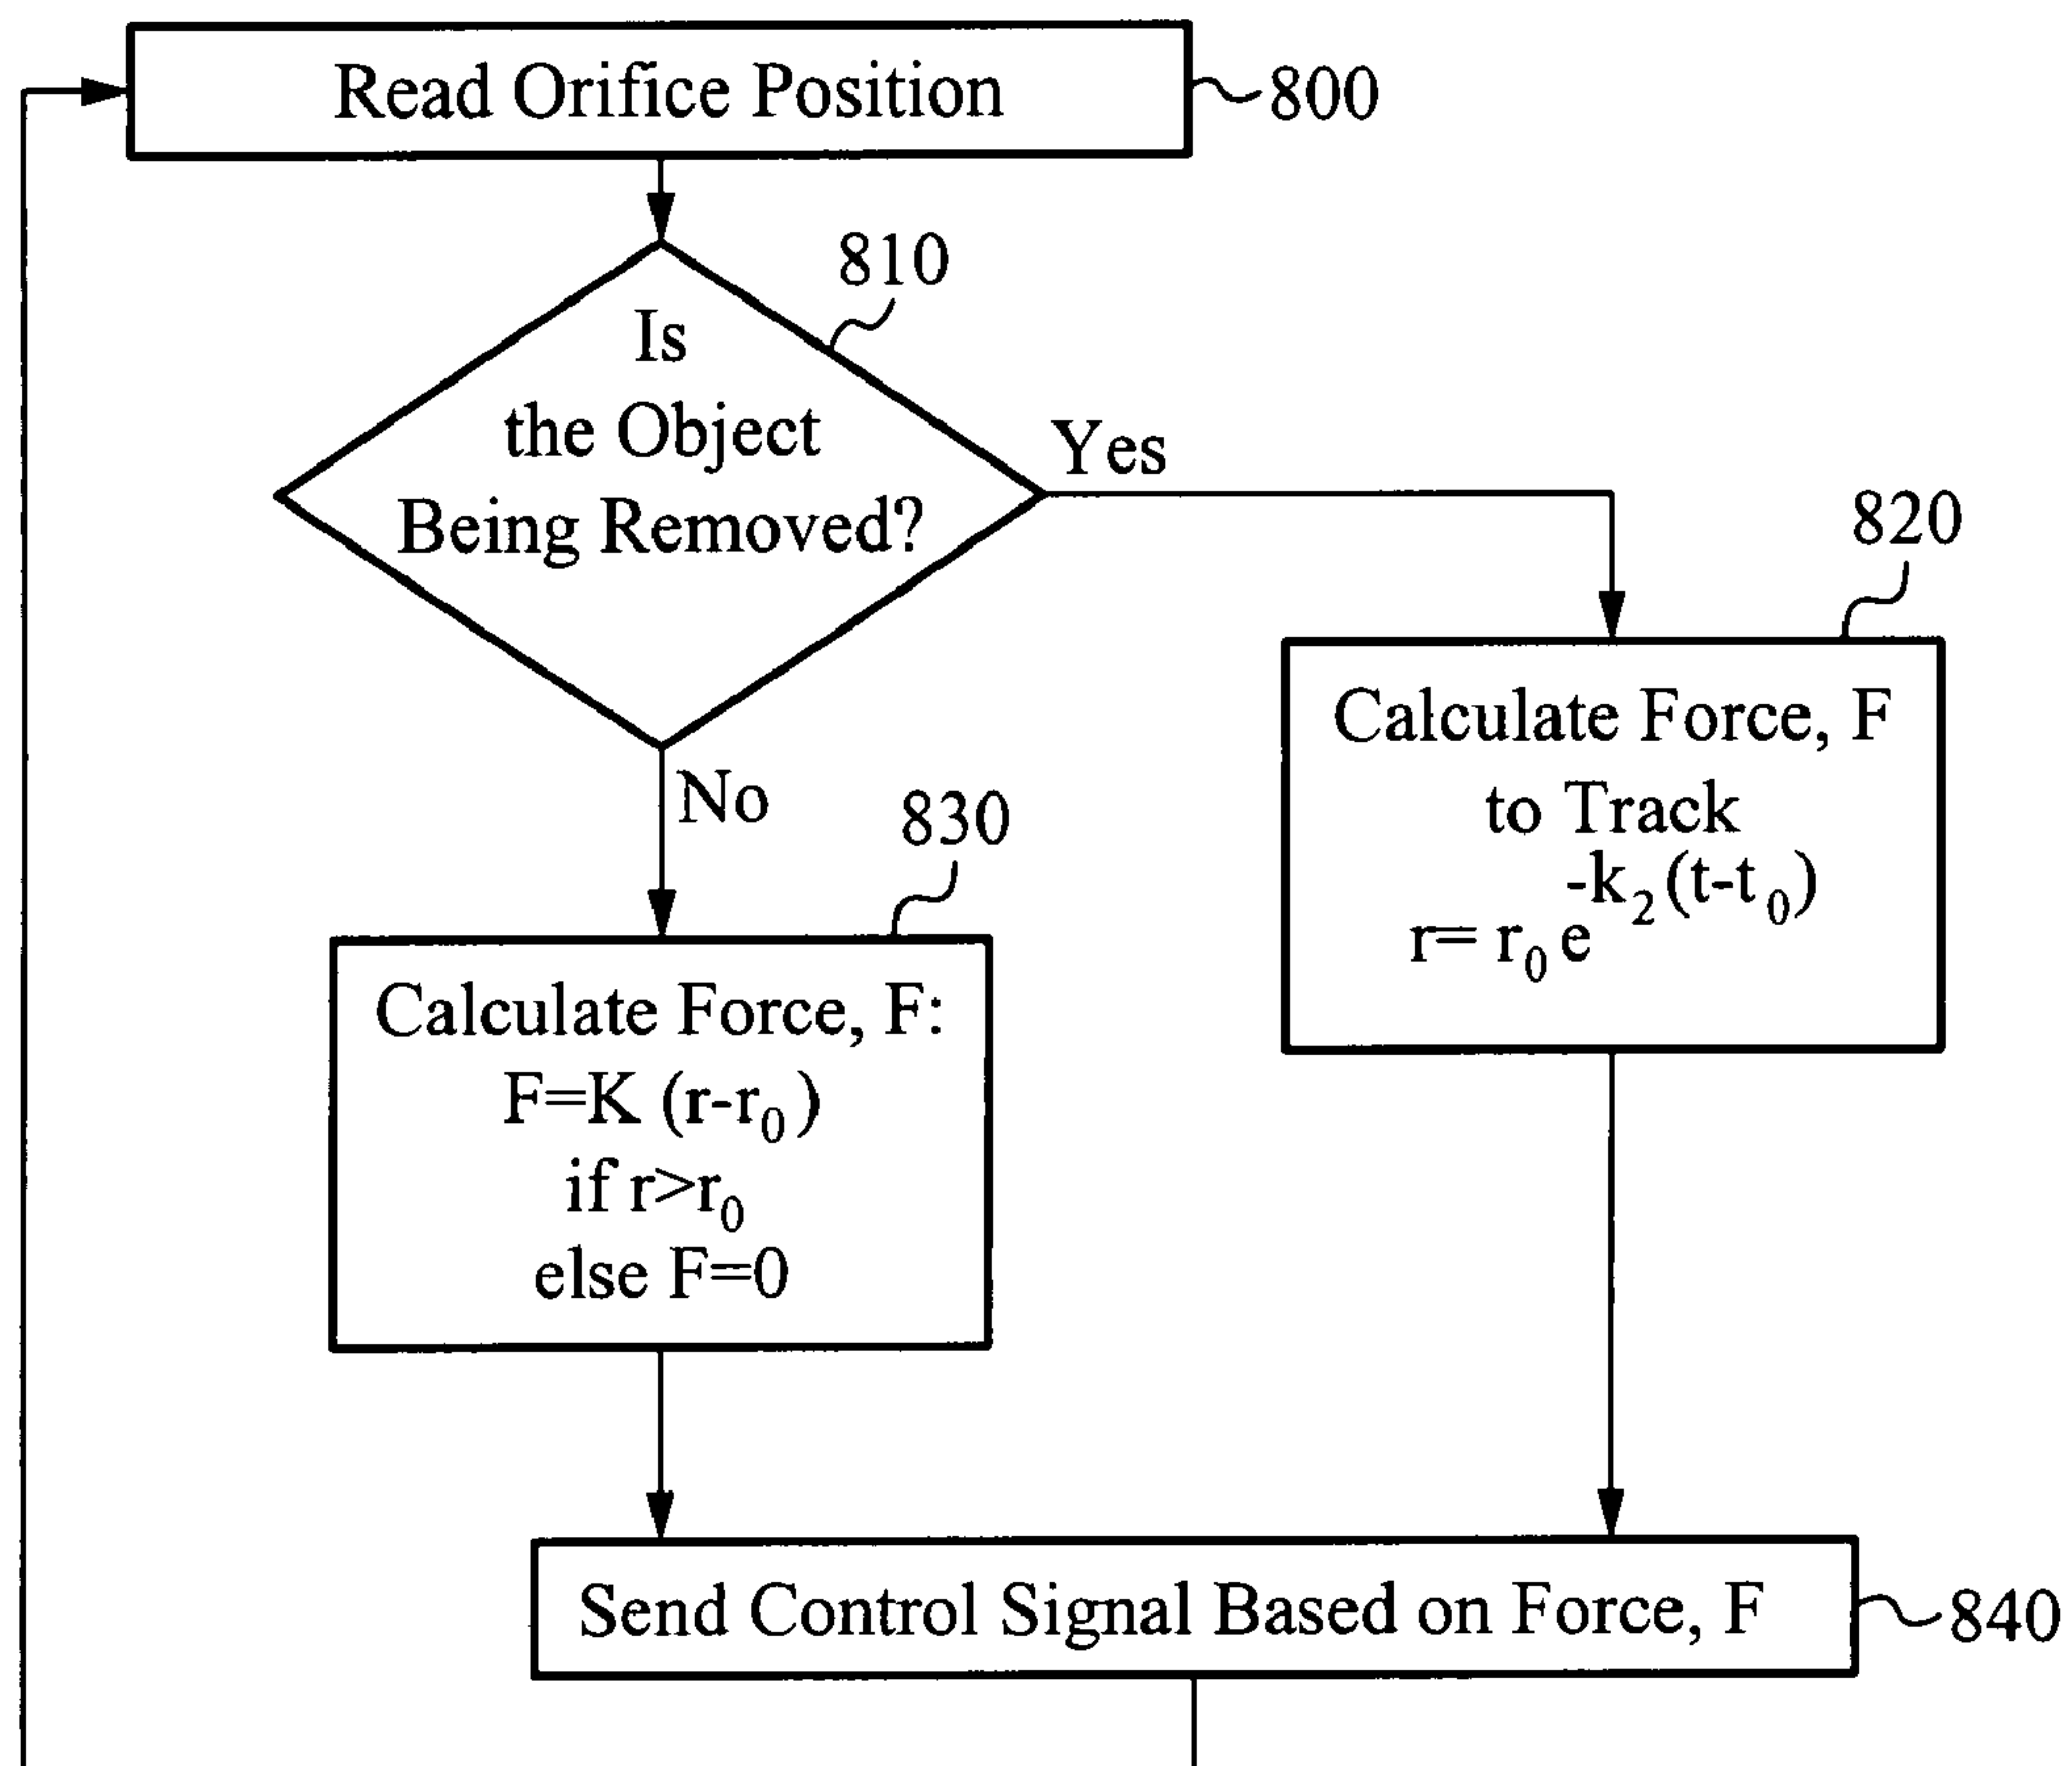 Read Orifice Position
800
810
Is
the Object
Being Removed?
Yes
No
820
Calculate Force, F
to Track
r= r₀ e^-k₂(t-t₀)
830
Calculate Force, F:
F=K (r-r₀)
if r>r₀
else F=0
Send Control Signal Based on Force, F
840